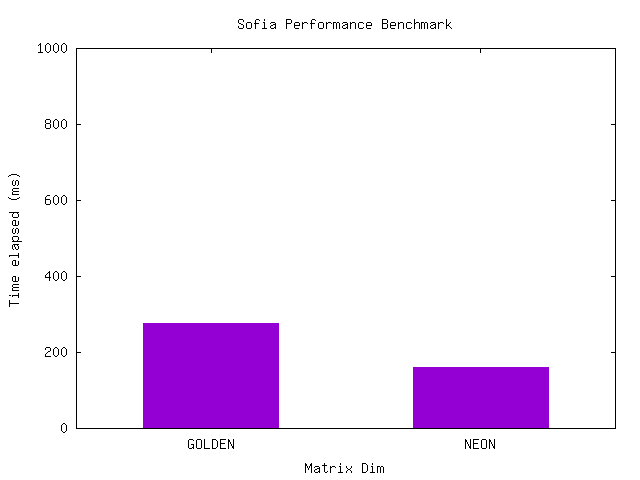 Sofia Performance Benchmark
1000
800
600
400
200
0
Time elapsed (ms)
GOLDEN
NEON
Matrix Dim